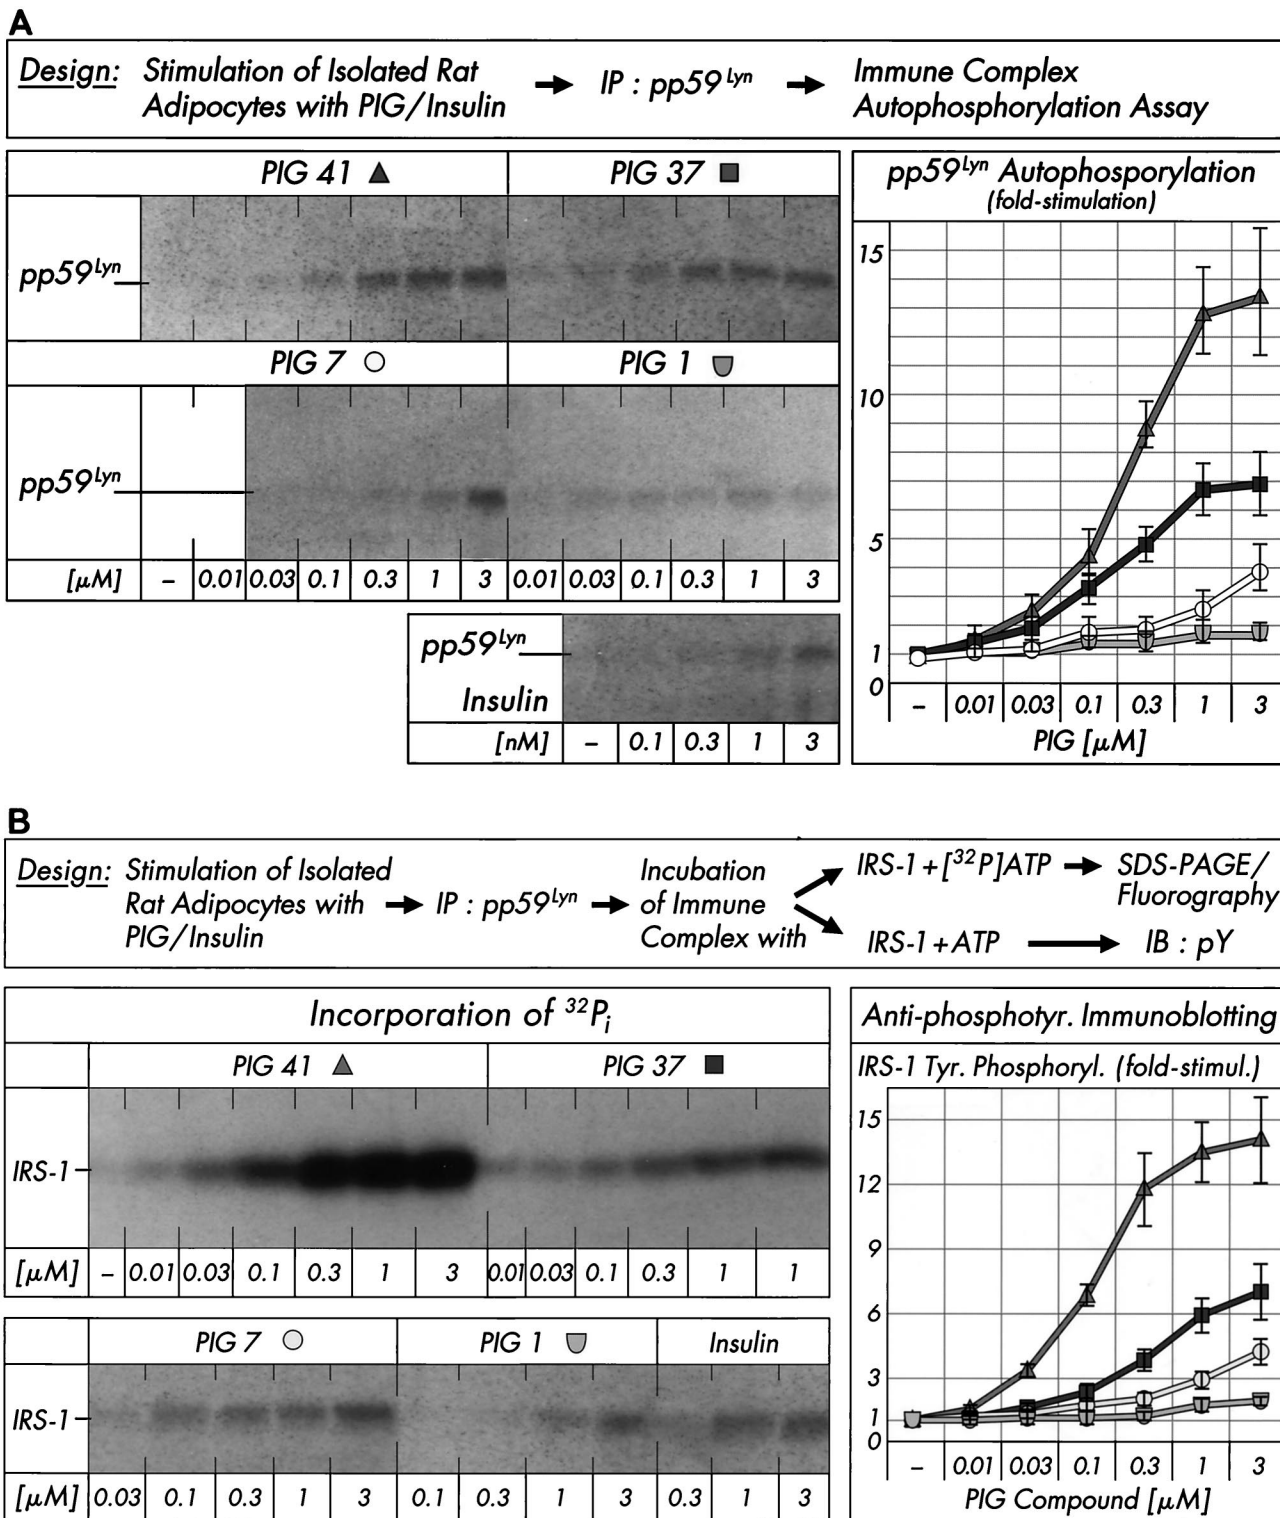 A
Design: Stimulation of Isolated Rat Adipocytes with PIG/Insulin → IP : pp59Lyn → Immune Complex Autophosphorylation Assay
PIG 41 PIG 37
pp59Lyn
PIG 7 PIG 1
pp59Lyn
[μM] – 0.01 0.03 0.1 0.3 1 3 0.01 0.03 0.1 0.3 1 3
pp59Lyn
Insulin
[nM] – 0.1 0.3 1 3
pp59Lyn Autophosporylation
(fold-stimulation)
15
10
5
1
0
– 0.01 0.03 0.1 0.3 1 3
PIG [μM]
B
Design: Stimulation of Isolated Rat Adipocytes with PIG/Insulin → IP : pp59Lyn → Incubation of Immune Complex with
IRS-1+[32P]ATP → SDS-PAGE/Fluorography
IRS-1+ATP → IB : pY
Incorporation of 32Pi
PIG 41 PIG 37
IRS-1
[μM] – 0.01 0.03 0.1 0.3 1 3 0.01 0.03 0.1 0.3 1 1
PIG 7 PIG 1 Insulin
IRS-1
[μM] 0.03 0.1 0.3 1 3 0.1 0.3 1 3 0.3 1 3
Anti-phosphotyr. Immunoblotting
IRS-1 Tyr. Phosphoryl. (fold-stimul.)
15
12
9
6
3
1
0
– 0.01 0.03 0.1 0.3 1 3
PIG Compound [μM]